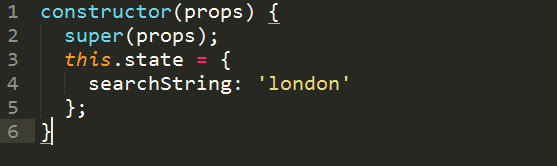 1 constructor(props) {
2   super(props);
3   this.state = {
4     searchString: 'london'
5   };
6 }